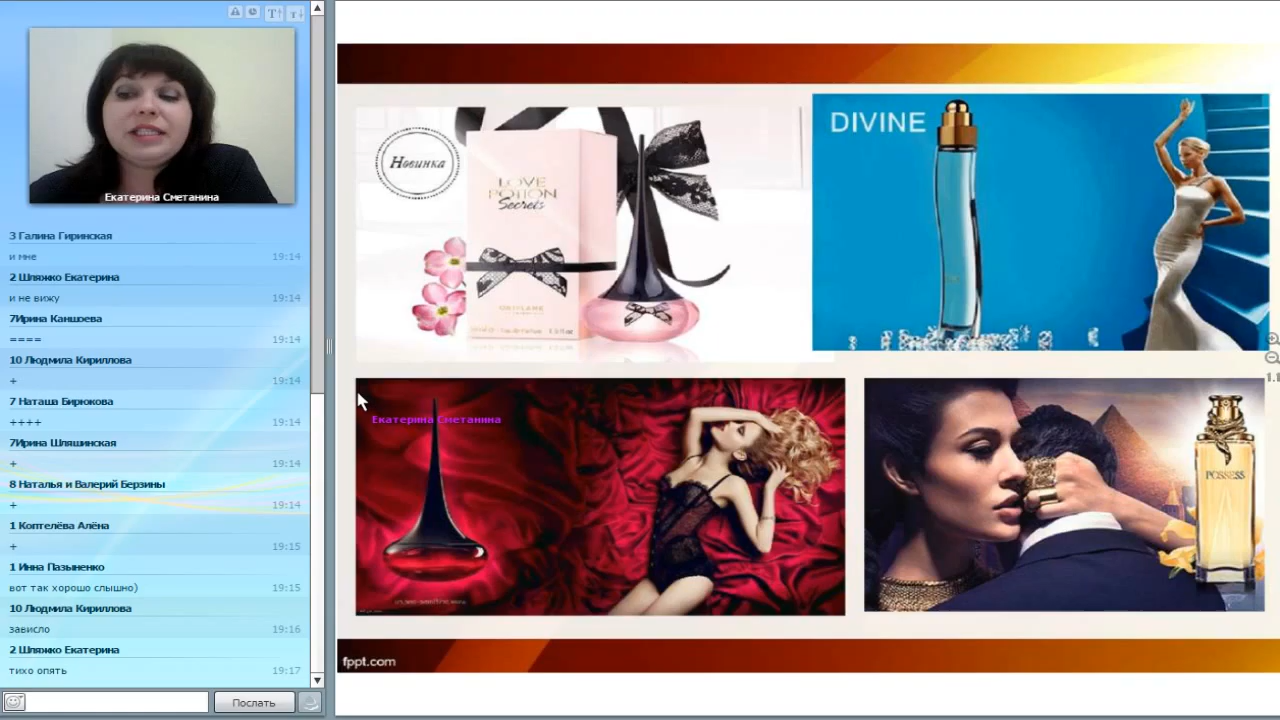 Екатерина Сметанина
3 Галина Гиринская
и мне 19:14
2 Шляжко Екатерина
и не вижу 19:14
7Ирина Каншоева
==== 19:14
10 Людмила Кириллова
+ 19:14
7 Наташа Бирюкова
++++ 19:14
7Ирина Шляшинская
+ 19:14
8 Наталья и Валерий Берзины
+ 19:14
1 Коптелёва Алёна
+ 19:15
1 Инна Пазыненко
вот так хорошо слышно) 19:15
10 Людмила Кириллова
зависло 19:16
2 Шляжко Екатерина
тихо опять 19:17
Послать
Новинка
LOVE
POTION
Secrets
ORIFLAME
DIVINE
Екатерина Сметанина
POSSESS
fppt.com